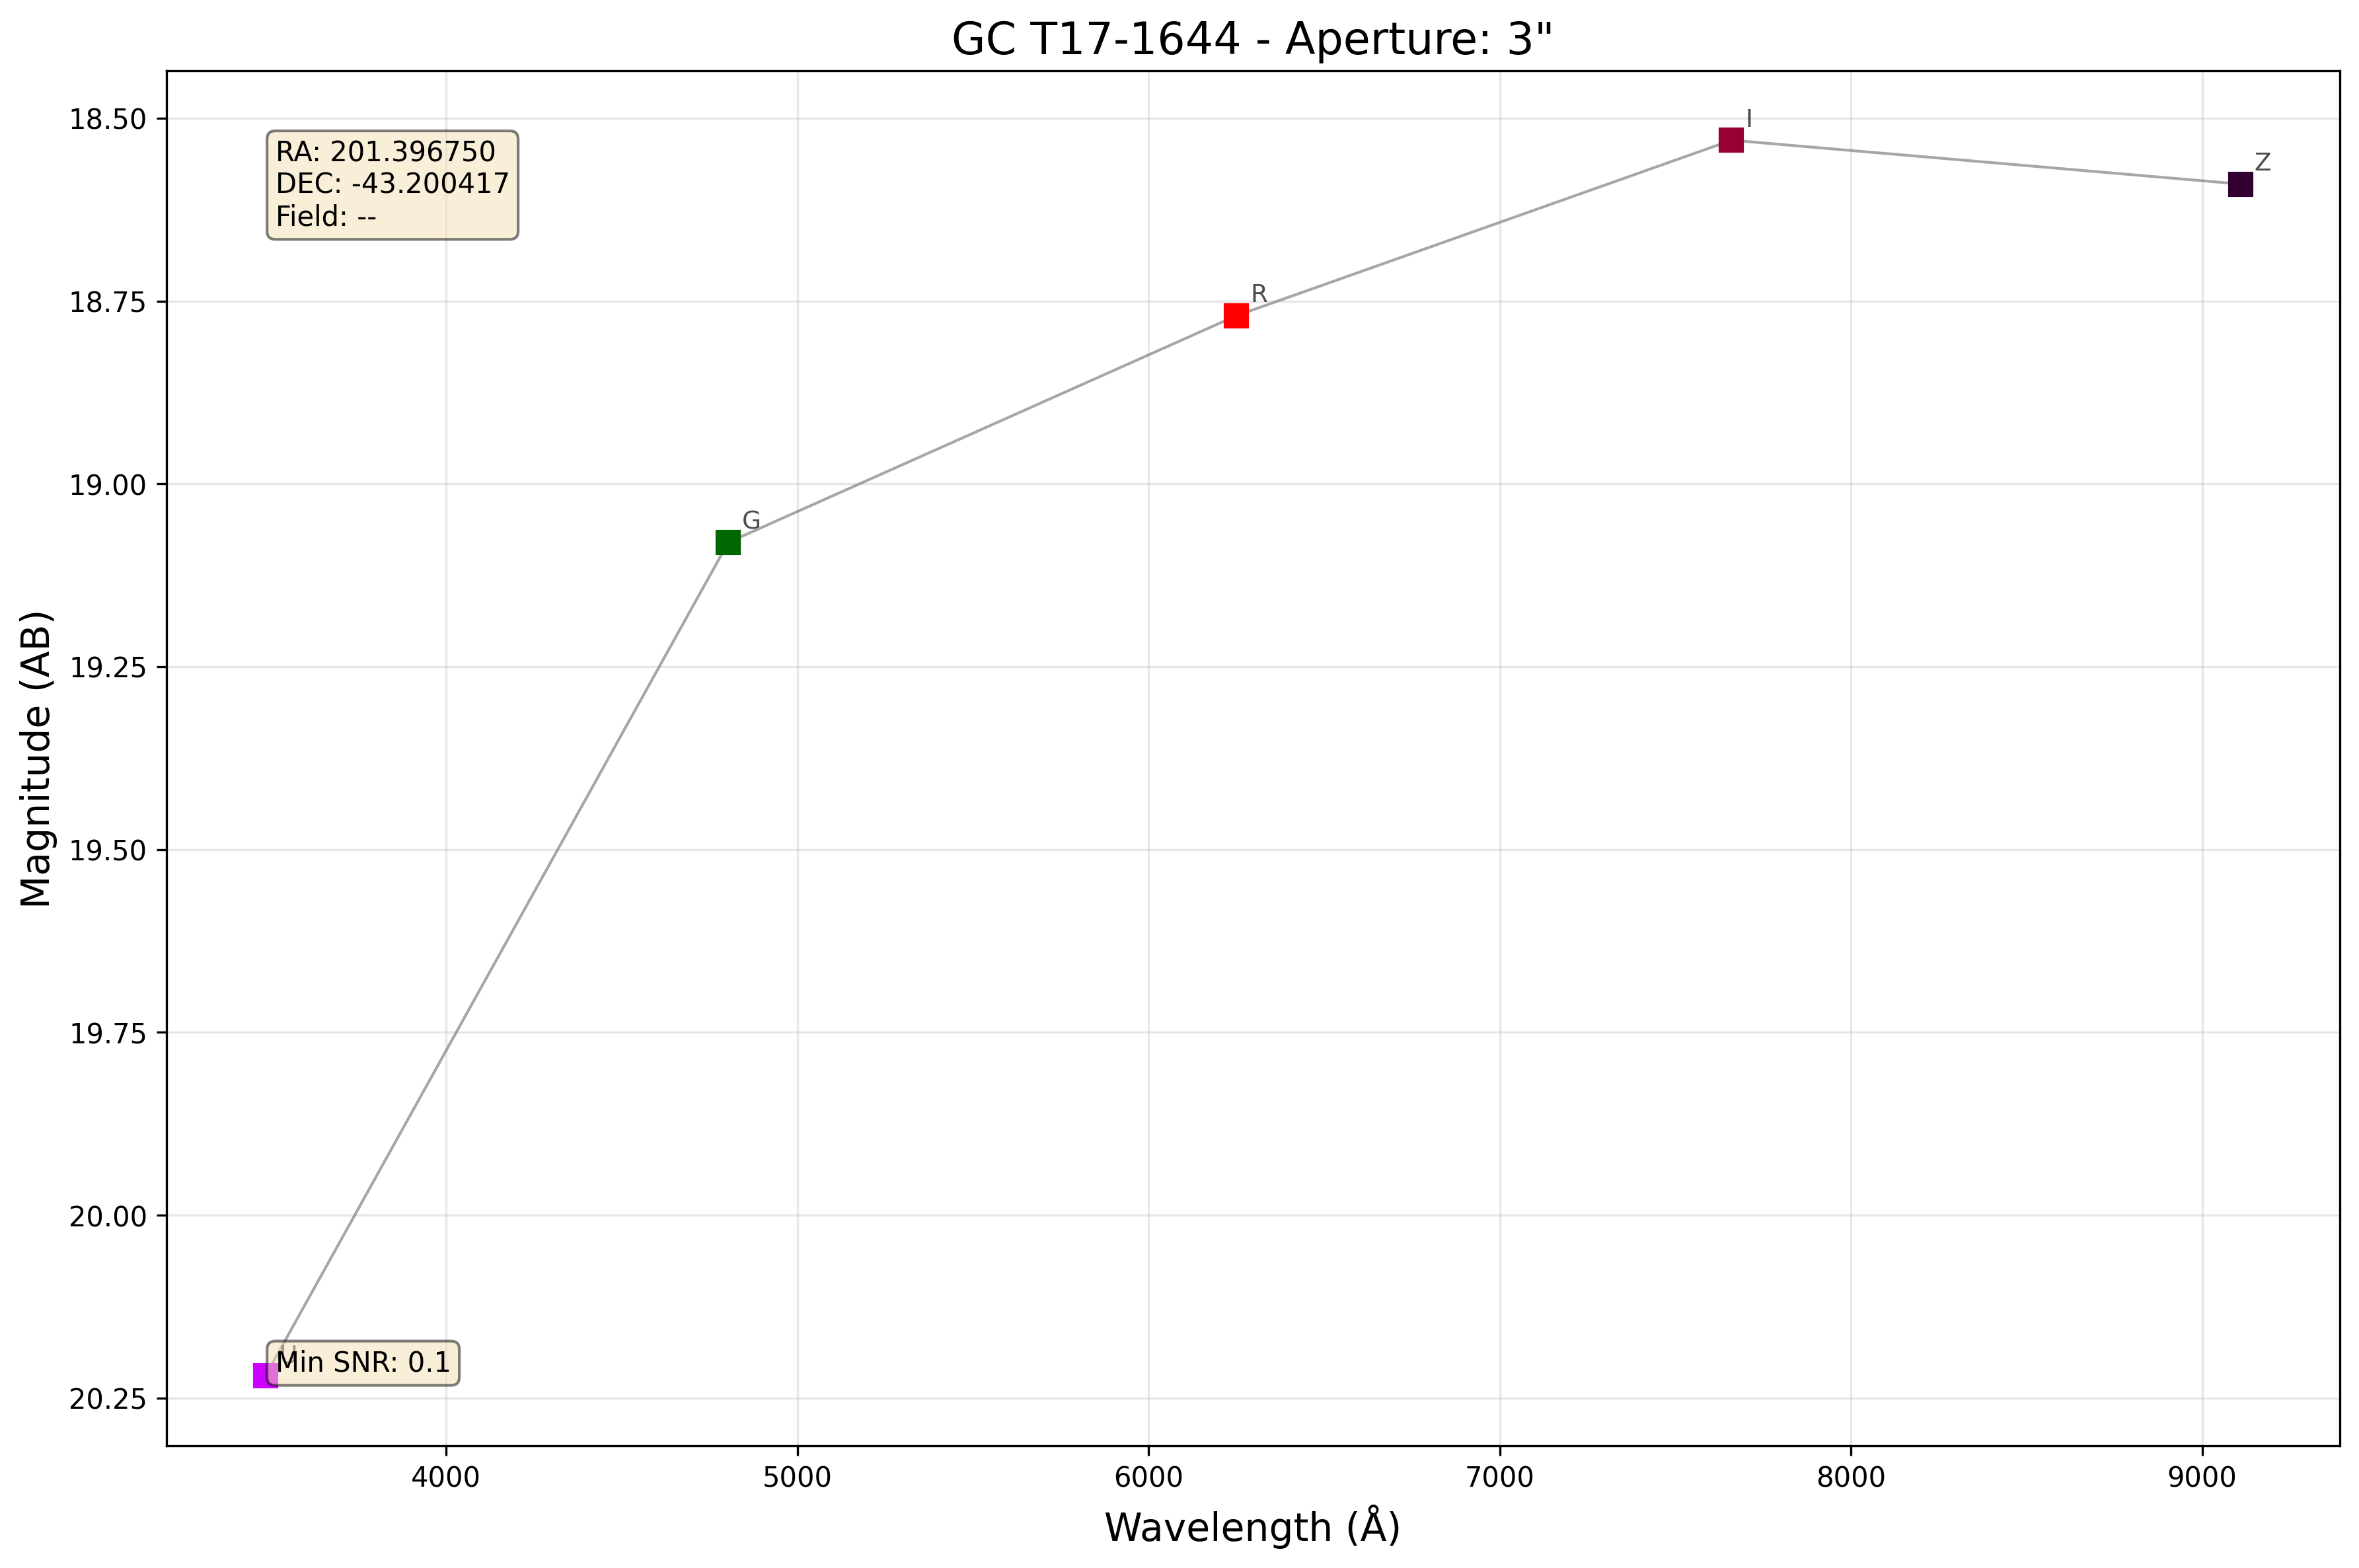 GC T17-1644 - Aperture: 3"
RA: 201.396750
DEC: -43.200417
Field: --
I
Z
R
G
Min SNR: 0.1
18.50
18.75
19.00
19.25
19.50
19.75
20.00
20.25
Magnitude (AB)
4000 5000 6000 7000 8000 9000
Wavelength (Å)